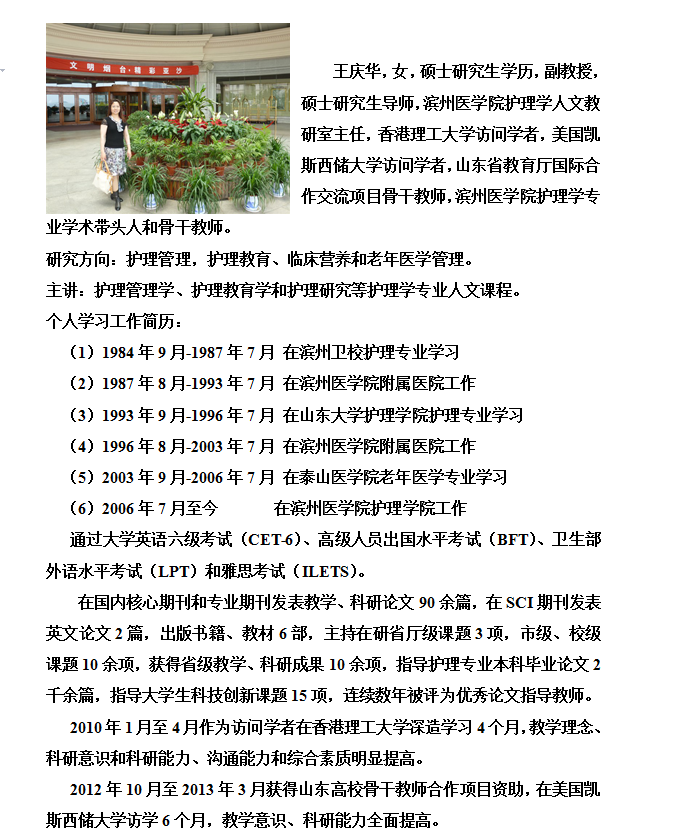 文明烟台·精彩亚沙
王庆华，女，硕士研究生学历，副教授，
硕士研究生导师，滨州医学院护理学人文教
研室主任，香港理工大学访问学者，美国凯
斯西储大学访问学者，山东省教育厅国际合
作交流项目骨干教师，滨州医学院护理学专
业学术带头人和骨干教师。
研究方向：护理管理，护理教育、临床营养和老年医学管理。
主讲：护理管理学、护理教育学和护理研究等护理学专业人文课程。
个人学习工作简历：
（1）1984 年 9 月-1987 年 7 月 在滨州卫校护理专业学习
（2）1987 年 8 月-1993 年 7 月 在滨州医学院附属医院工作
（3）1993 年 9 月-1996 年 7 月 在山东大学护理学院护理专业学习
（4）1996 年 8 月-2003 年 7 月 在滨州医学院附属医院工作
（5）2003 年 9 月-2006 年 7 月 在泰山医学院老年医学专业学习
（6）2006 年 7 月至今 在滨州医学院护理学院工作
通过大学英语六级考试（CET-6）、高级人员出国水平考试（BFT）、卫生部
外语水平考试（LPT）和雅思考试（ILETS）。
在国内核心期刊和专业期刊发表教学、科研论文 90 余篇，在 SCI 期刊发表
英文论文 2 篇，出版书籍、教材 6 部，主持在研省厅级课题 3 项，市级、校级
课题 10 余项，获得省级教学、科研成果 10 余项，指导护理专业本科毕业论文 2
千余篇，指导大学生科技创新课题 15 项，连续数年被评为优秀论文指导教师。
2010 年 1 月至 4 月作为访问学者在香港理工大学深造学习 4 个月，教学理念、
科研意识和科研能力、沟通能力和综合素质明显提高。
2012 年 10 月至 2013 年 3 月获得山东高校骨干教师合作项目资助，在美国凯
斯西储大学访学 6 个月，教学意识、科研能力全面提高。